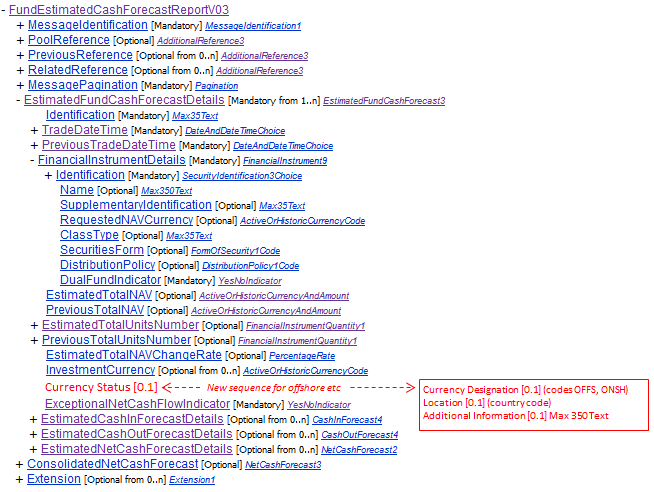 - FundEstimatedCashForecastReportV03
+ MessageIdentification [Mandatory] MessageIdentification1
+ PoolReference [Optional] AdditionalReference3
+ PreviousReference [Optional from 0..n] AdditionalReference3
+ RelatedReference [Optional from 0..n] AdditionalReference3
+ MessagePagination [Mandatory] Pagination
- EstimatedFundCashForecastDetails [Mandatory from 1..n] EstimatedFundCashForecast3
Identification [Mandatory] Max35Text
+ TradeDateTime [Mandatory] DateAndDateTimeChoice
+ PreviousTradeDateTime [Mandatory] DateAndDateTimeChoice
- FinancialInstrumentDetails [Mandatory] FinancialInstrument9
+ Identification [Mandatory] SecurityIdentification3Choice
Name [Optional] Max350Text
SupplementaryIdentification [Optional] Max35Text
RequestedNAVCurrency [Optional] ActiveOrHistoricCurrencyCode
ClassType [Optional] Max35Text
SecuritiesForm [Optional] FormOfSecurity1Code
DistributionPolicy [Optional] DistributionPolicy1Code
DualFundIndicator [Mandatory] YesNoIndicator
EstimatedTotalNAV [Optional] ActiveOrHistoricCurrencyAndAmount
PreviousTotalNAV [Optional] ActiveOrHistoricCurrencyAndAmount
+ EstimatedTotalUnitsNumber [Optional] FinancialInstrumentQuantity1
+ PreviousTotalUnitsNumber [Optional] FinancialInstrumentQuantity1
EstimatedTotalNAVChangeRate [Optional] PercentageRate
InvestmentCurrency [Optional from 0..n] ActiveOrHistoricCurrencyCode
Currency Status [0.1] New sequence for offshore etc
Currency Designation [0.1] (codes OFFS, ONSH)
Location [0.1] (country code)
Additional Information [0.1] Max 350Text
ExceptionalNetCashFlowIndicator [Mandatory] YesNoIndicator
+ EstimatedCashInForecastDetails [Optional from 0..n] CashInForecast4
+ EstimatedCashOutForecastDetails [Optional from 0..n] CashOutForecast4
+ EstimatedNetCashForecastDetails [Optional from 0..n] NetCashForecast2
+ ConsolidatedNetCashForecast [Optional] NetCashForecast3
+ Extension [Optional from 0..n] Extension1